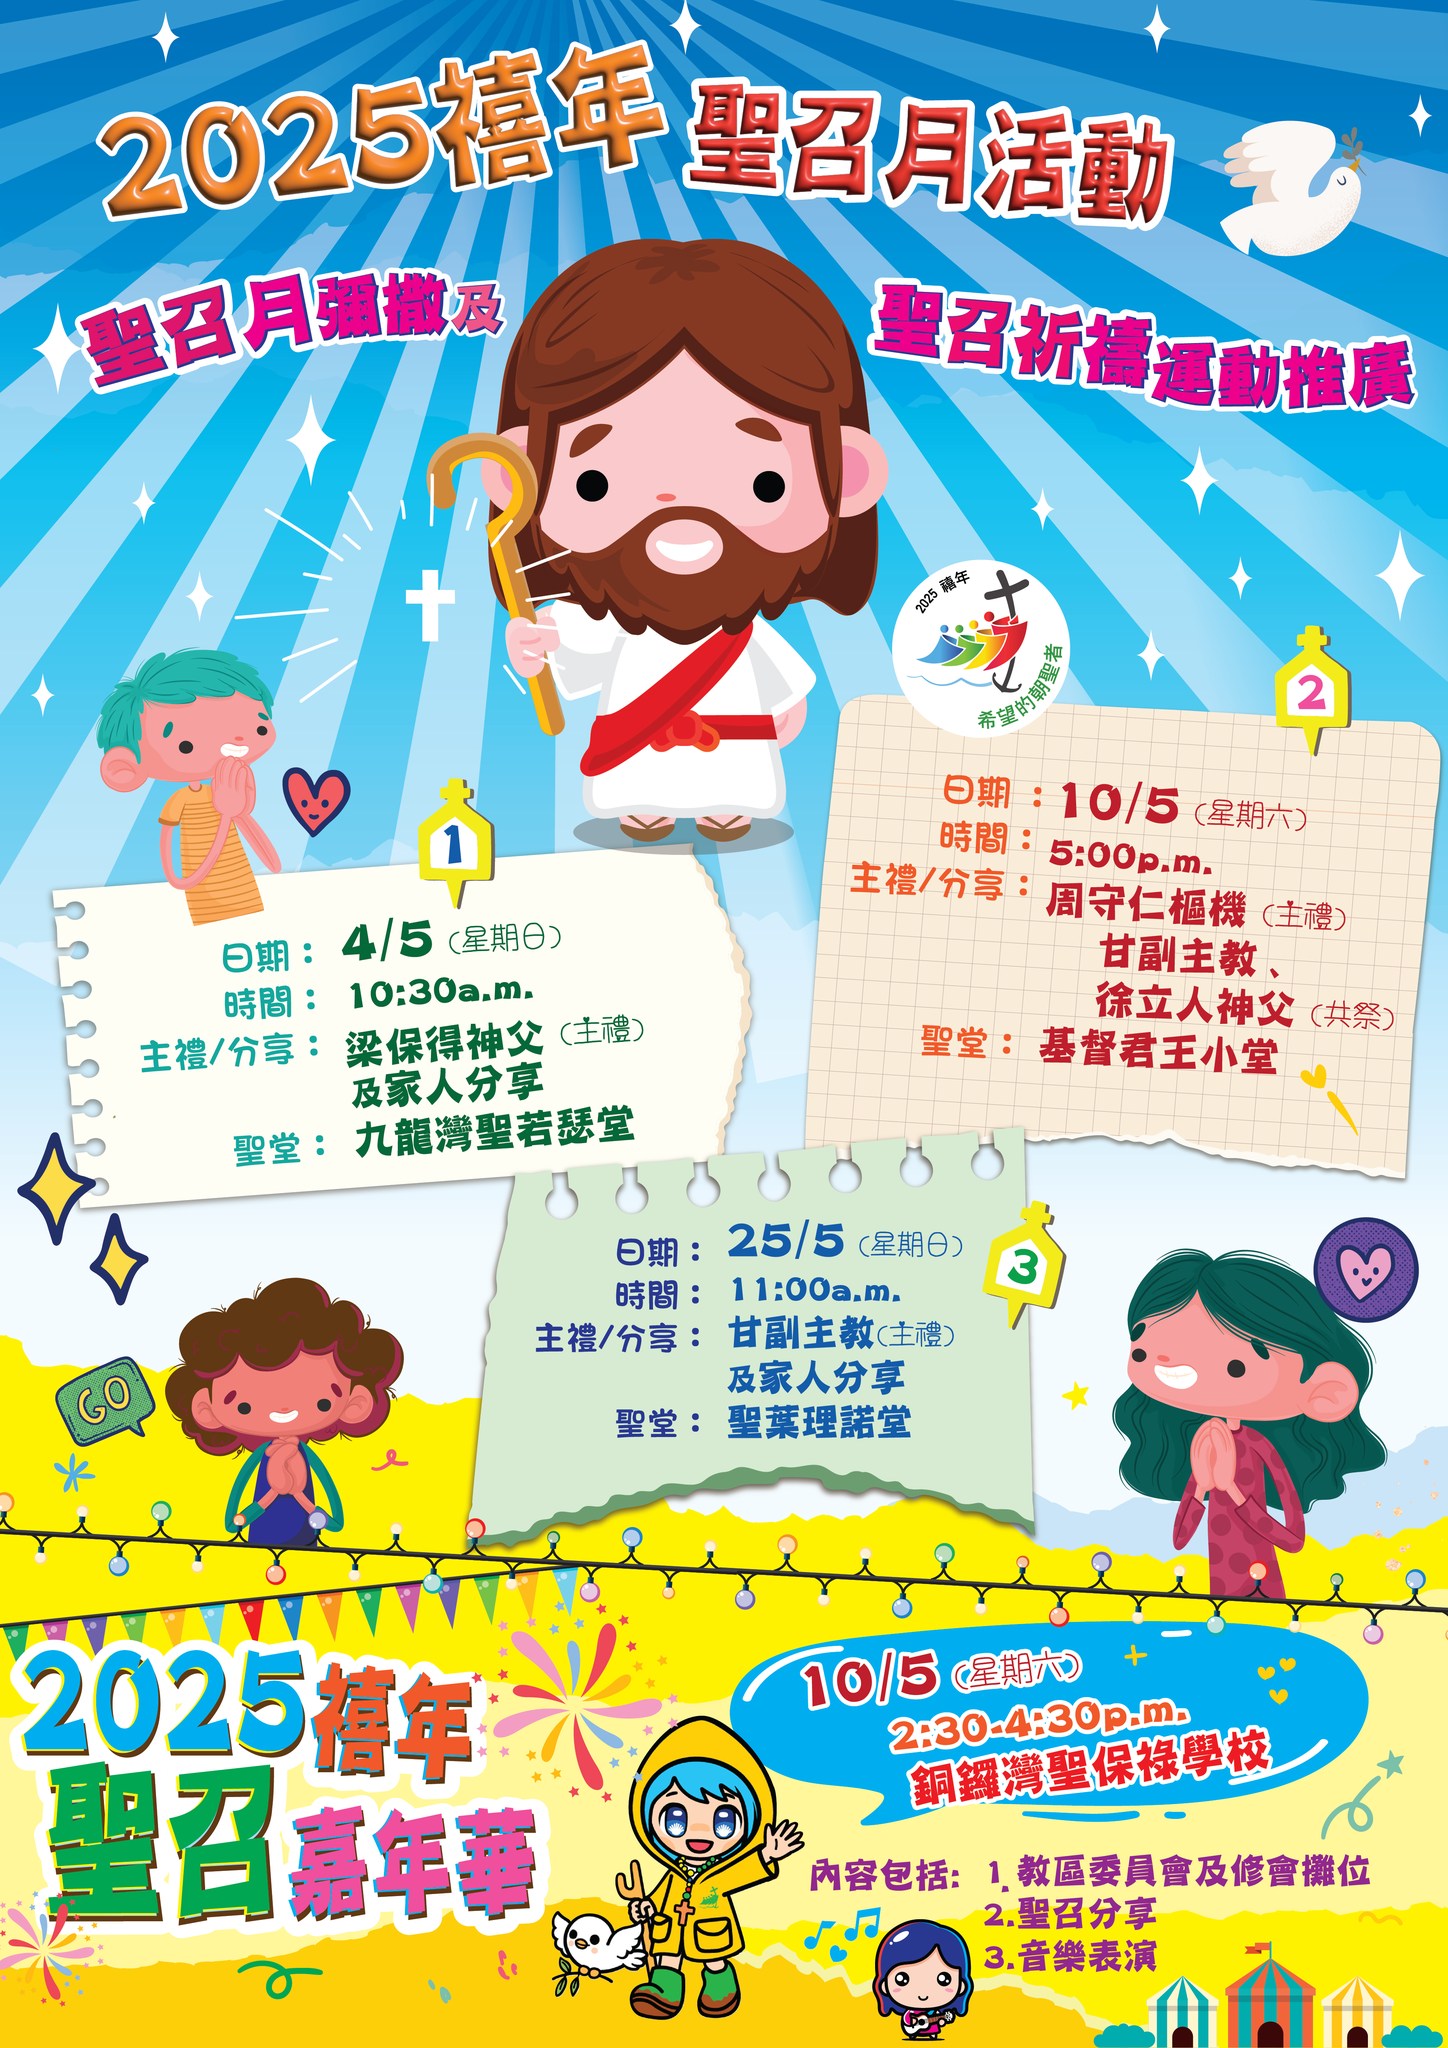 2025禧年 聖召月活動
聖召月彌撒及
聖召祈禱運動推廣
2025 禧年
希望的朝聖者
1
日期： 4/5 (星期日)
時間： 10:30a.m.
主禮/分享： 梁保得神父 (主禮)
及家人分享
聖堂： 九龍灣聖若瑟堂
2
日期： 10/5 (星期六)
時間： 5:00p.m.
主禮/分享： 周守仁樞機 (主禮)
甘副主教、
徐立人神父 (共祭)
聖堂： 基督君王小堂
3
日期： 25/5 (星期日)
時間： 11:00a.m.
主禮/分享： 甘副主教(主禮)
及家人分享
聖堂： 聖葉理諾堂
GO
2025禧年
聖召嘉年華
10/5 (星期六)
2:30-4:30p.m.
銅鑼灣聖保祿學校
內容包括: 1.教區委員會及修會攤位
2.聖召分享
3.音樂表演